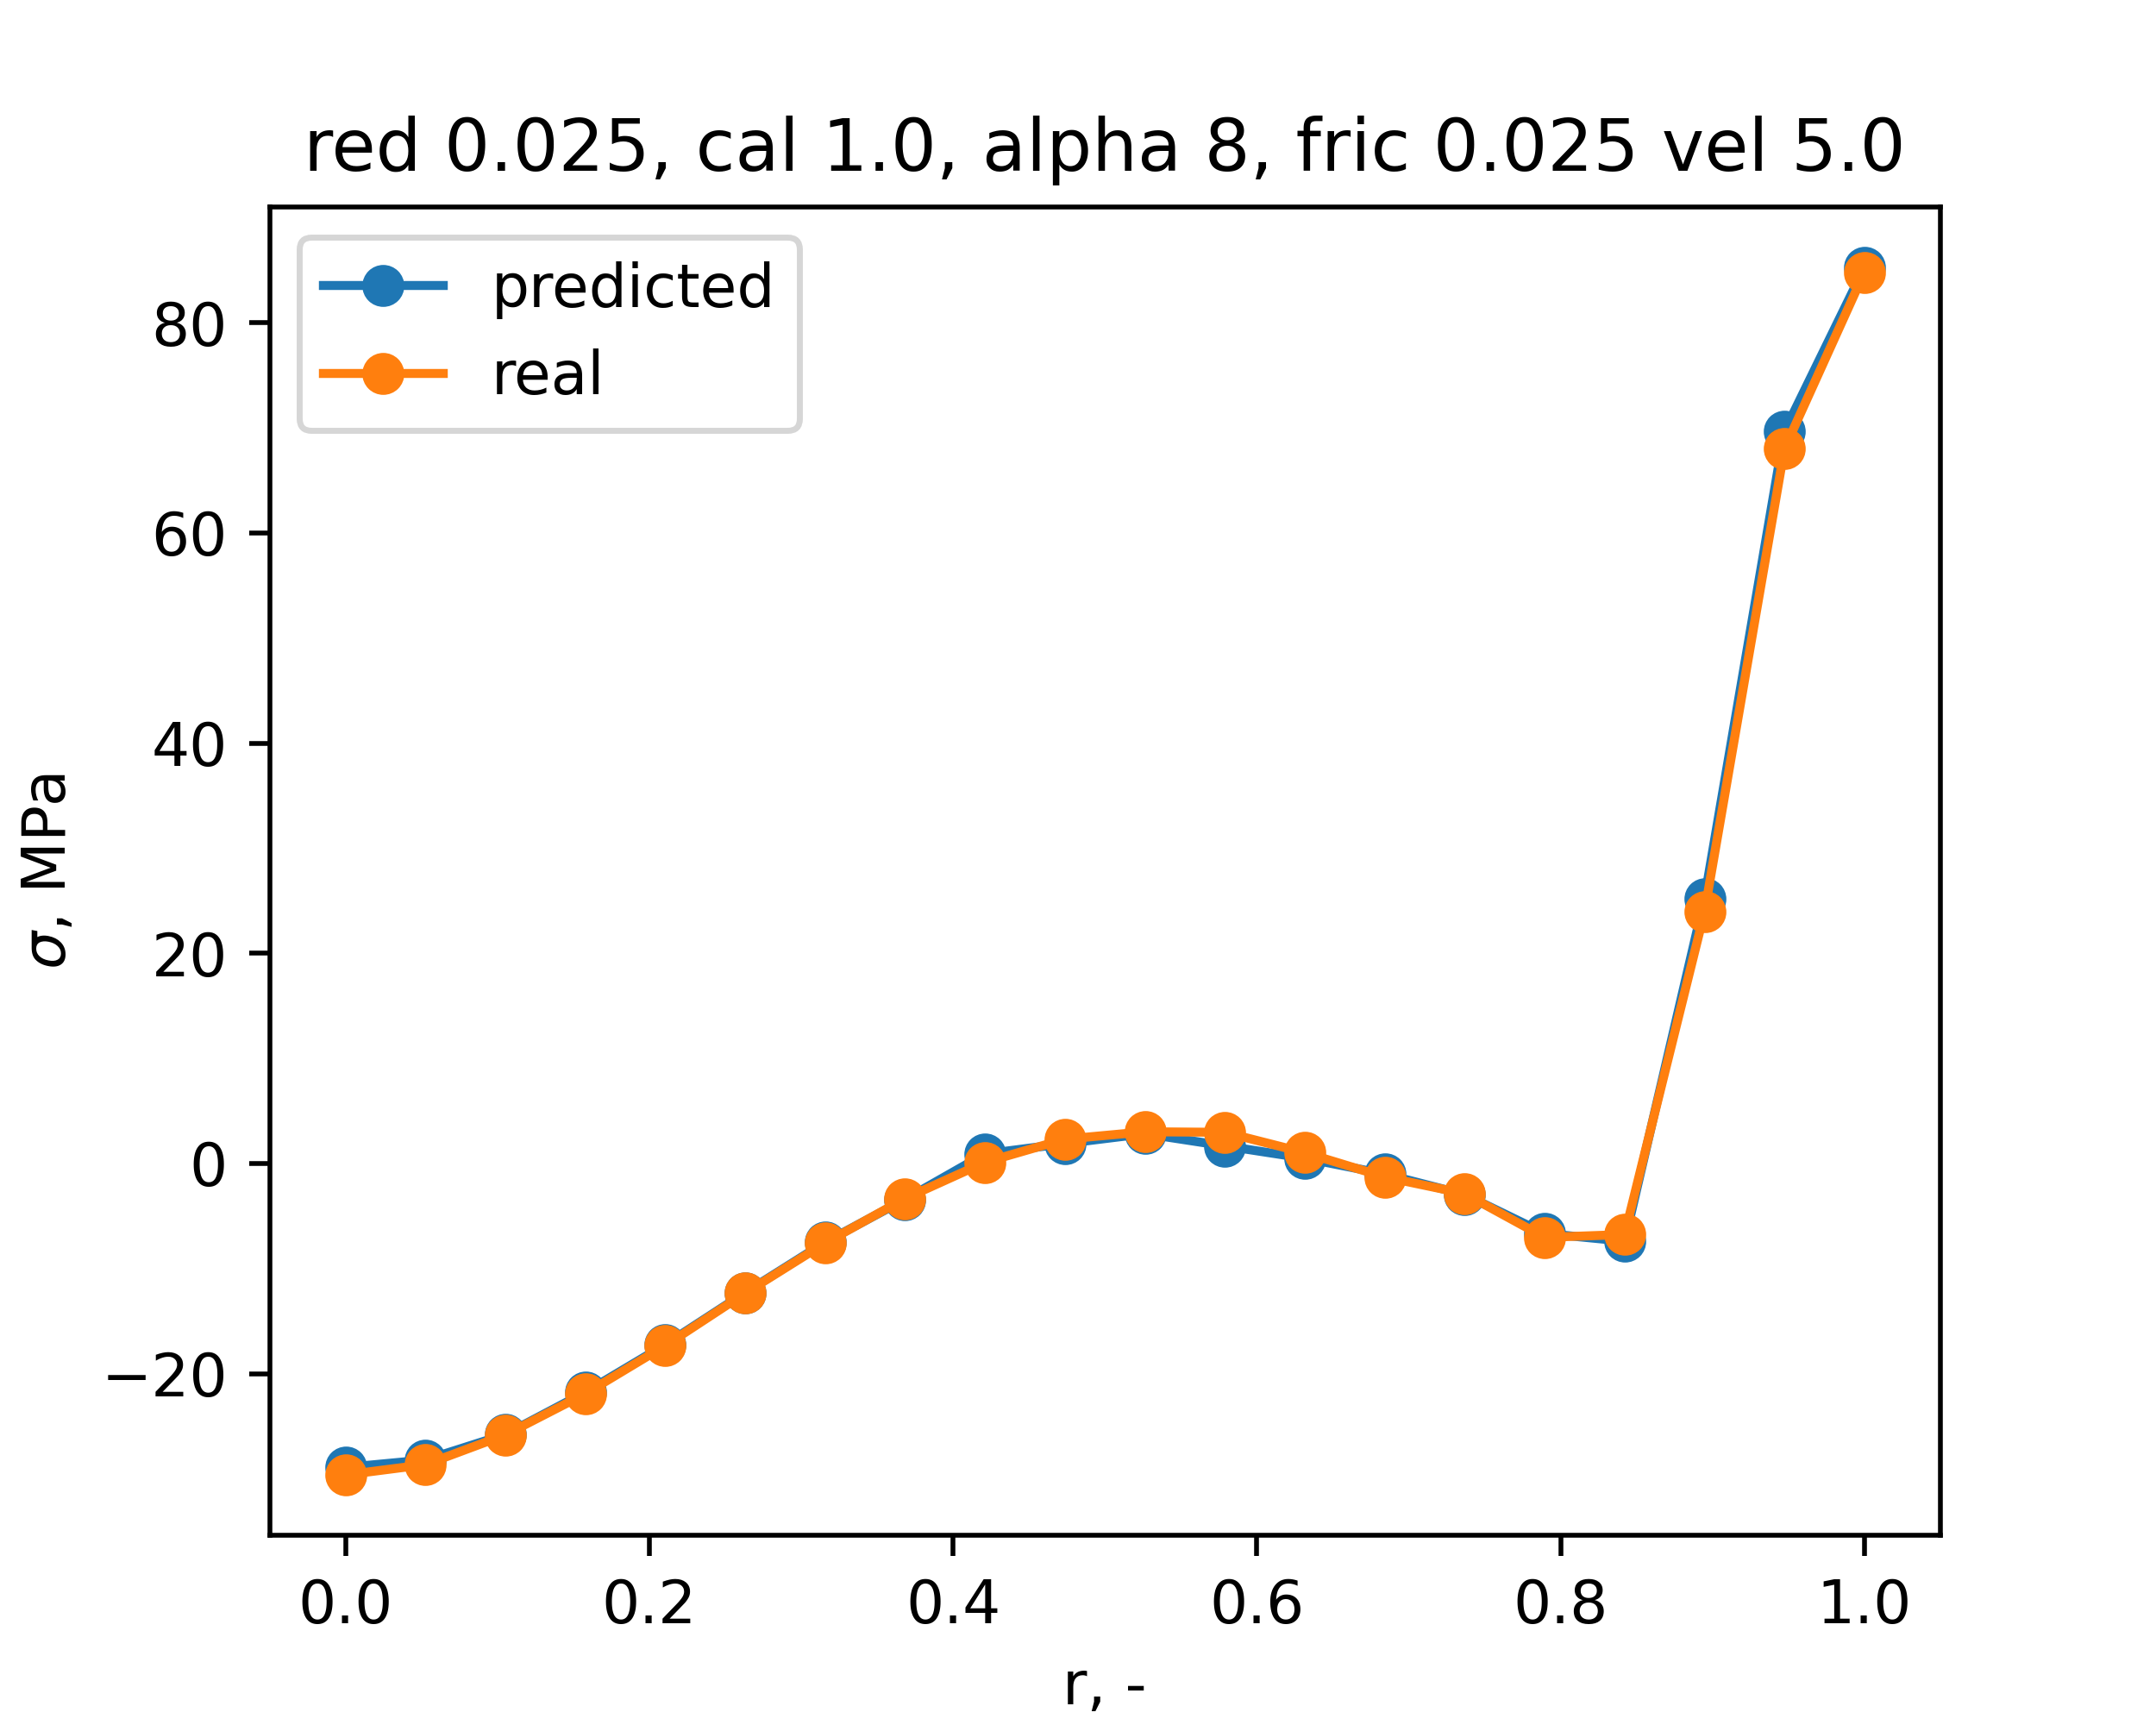 red 0.025, cal 1.0, alpha 8, fric 0.025 vel 5.0
predicted
real
80
60
40
20
0
−20
σ, MPa
0.0 0.2 0.4 0.6 0.8 1.0
r, -